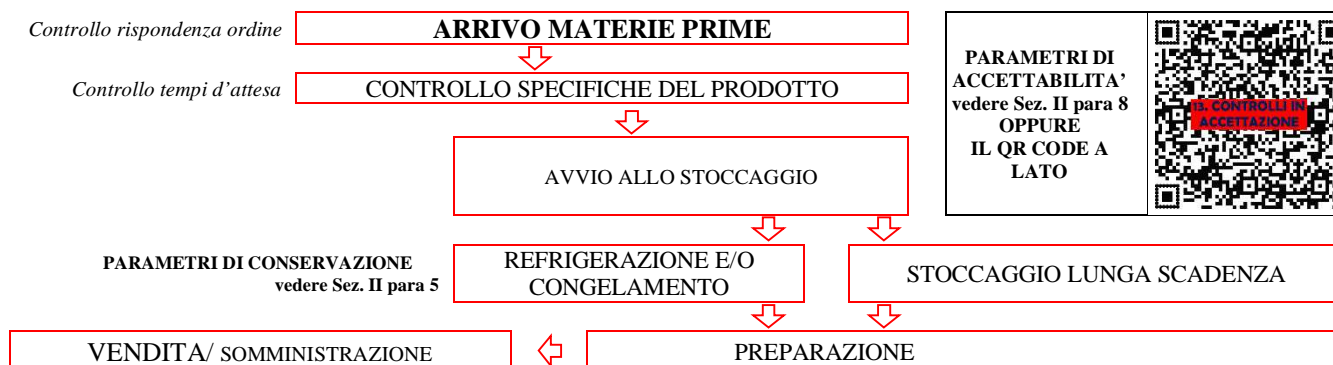 Controllo rispondenza ordine
ARRIVO MATERIE PRIME
Controllo tempi d'attesa
CONTROLLO SPECIFICHE DEL PRODOTTO
PARAMETRI DI
ACCETTABILITA'
vedere Sez. II para 8
OPPURE
IL QR CODE A
LATO
13. CONTROLLI IN
ACCETTAZIONE
AVVIO ALLO STOCCAGGIO
PARAMETRI DI CONSERVAZIONE
vedere Sez. II para 5
REFRIGERAZIONE E/O
CONGELAMENTO
STOCCAGGIO LUNGA SCADENZA
VENDITA/ SOMMINISTRAZIONE
PREPARAZIONE